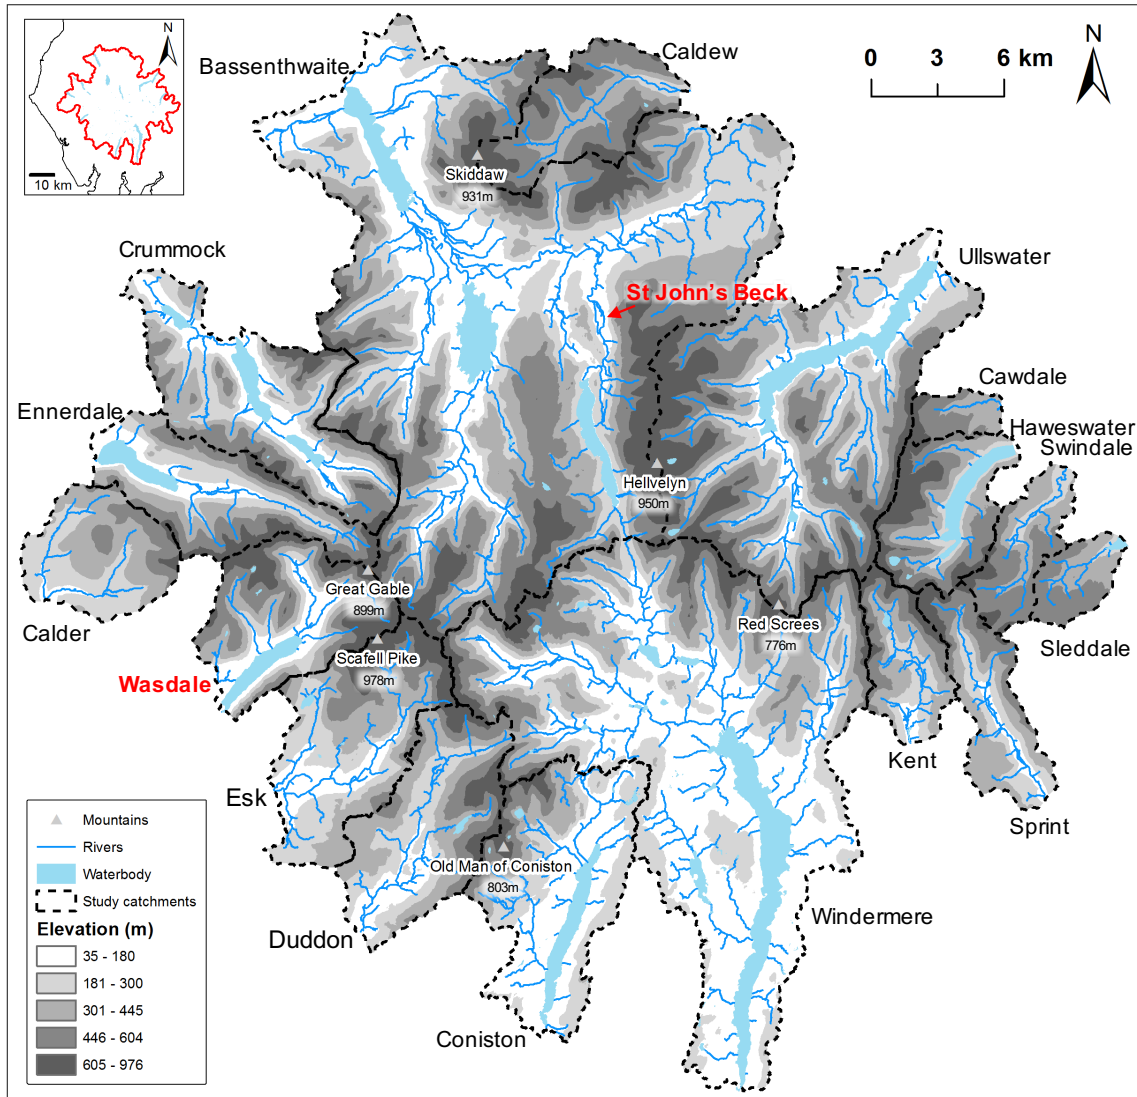 N
10 km
0 3 6 km
N
Bassenthwaite
Caldew
Skiddaw
931m
Crummock
Ullswater
St John's Beck
Ennerdale
Cawdale
Haweswater
Swindale
Hellvelyn
950m
Great Gable
899m
Calder
Red Screes
776m
Sleddale
Scafell Pike
978m
Wasdale
Kent
Esk
Sprint
Old Man of Coniston
803m
Windermere
Duddon
Coniston
Mountains
Rivers
Waterbody
Study catchments
Elevation (m)
35 - 180
181 - 300
301 - 445
446 - 604
605 - 976